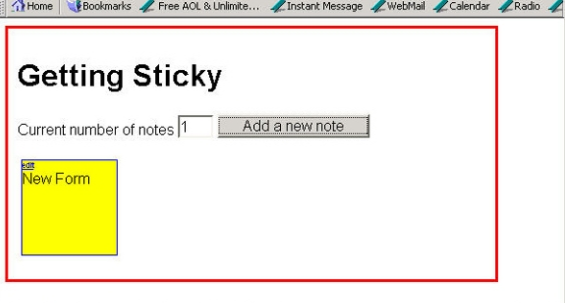 Home Bookmarks Free AOL & Unlimite... Instant Message WebMail Calendar Radio
Getting Sticky
Current number of notes 1 Add a new note
edit
New Form